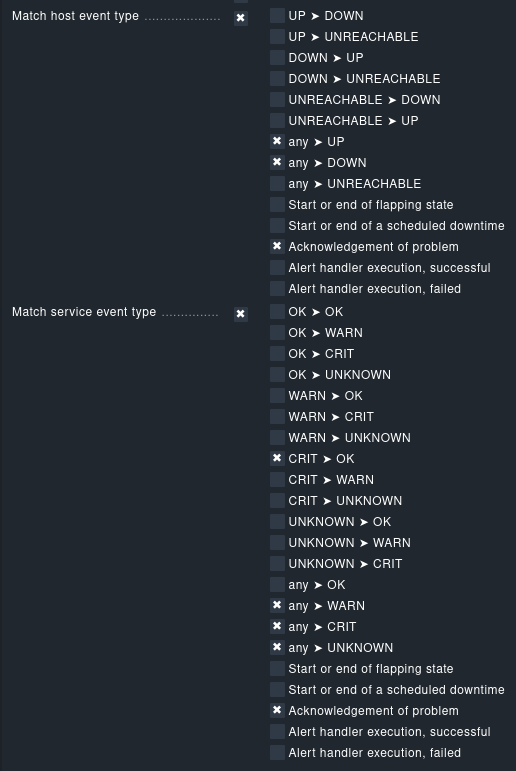 Match host event type ....................
UP ➤ DOWN
UP ➤ UNREACHABLE
DOWN ➤ UP
DOWN ➤ UNREACHABLE
UNREACHABLE ➤ DOWN
UNREACHABLE ➤ UP
any ➤ UP
any ➤ DOWN
any ➤ UNREACHABLE
Start or end of flapping state
Start or end of a scheduled downtime
Acknowledgement of problem
Alert handler execution, successful
Alert handler execution, failed
Match service event type ...............
OK ➤ OK
OK ➤ WARN
OK ➤ CRIT
OK ➤ UNKNOWN
WARN ➤ OK
WARN ➤ CRIT
WARN ➤ UNKNOWN
CRIT ➤ OK
CRIT ➤ WARN
CRIT ➤ UNKNOWN
UNKNOWN ➤ OK
UNKNOWN ➤ WARN
UNKNOWN ➤ CRIT
any ➤ OK
any ➤ WARN
any ➤ CRIT
any ➤ UNKNOWN
Start or end of flapping state
Start or end of a scheduled downtime
Acknowledgement of problem
Alert handler execution, successful
Alert handler execution, failed